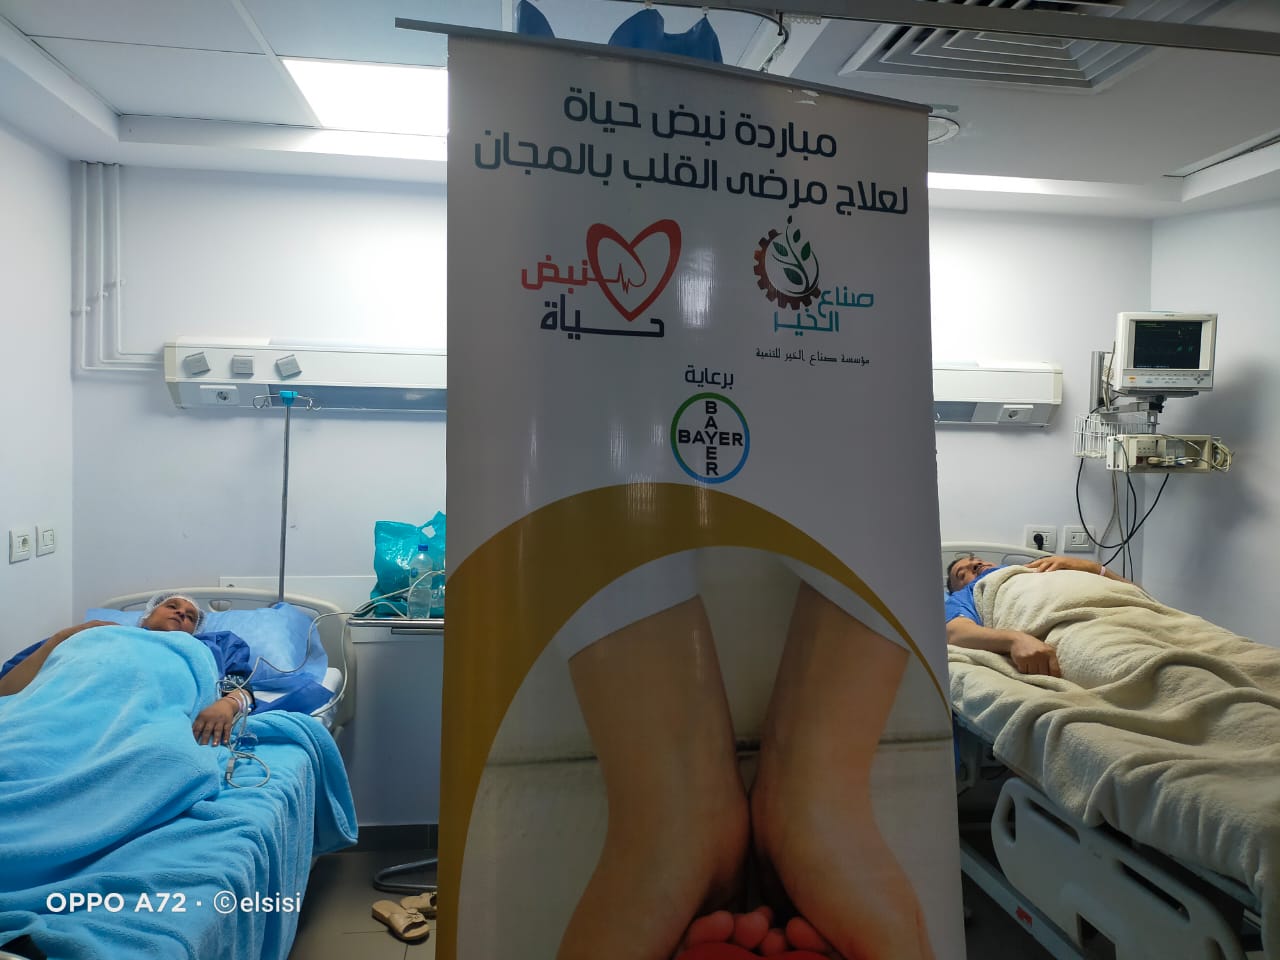 مبادرة نبض حياة
لعلاج مرضى القلب بالمجان
نبض
حياة
صناع
الخير
مؤسسة صناع الخير للتنمية
برعاية
BAYER
BAYER
OPPO A72 · ©elsisi